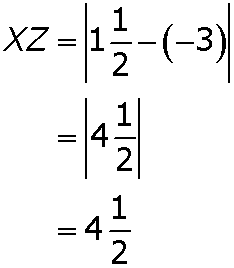 XZ = |1 1/2 − (−3)|
= |4 1/2|
= 4 1/2